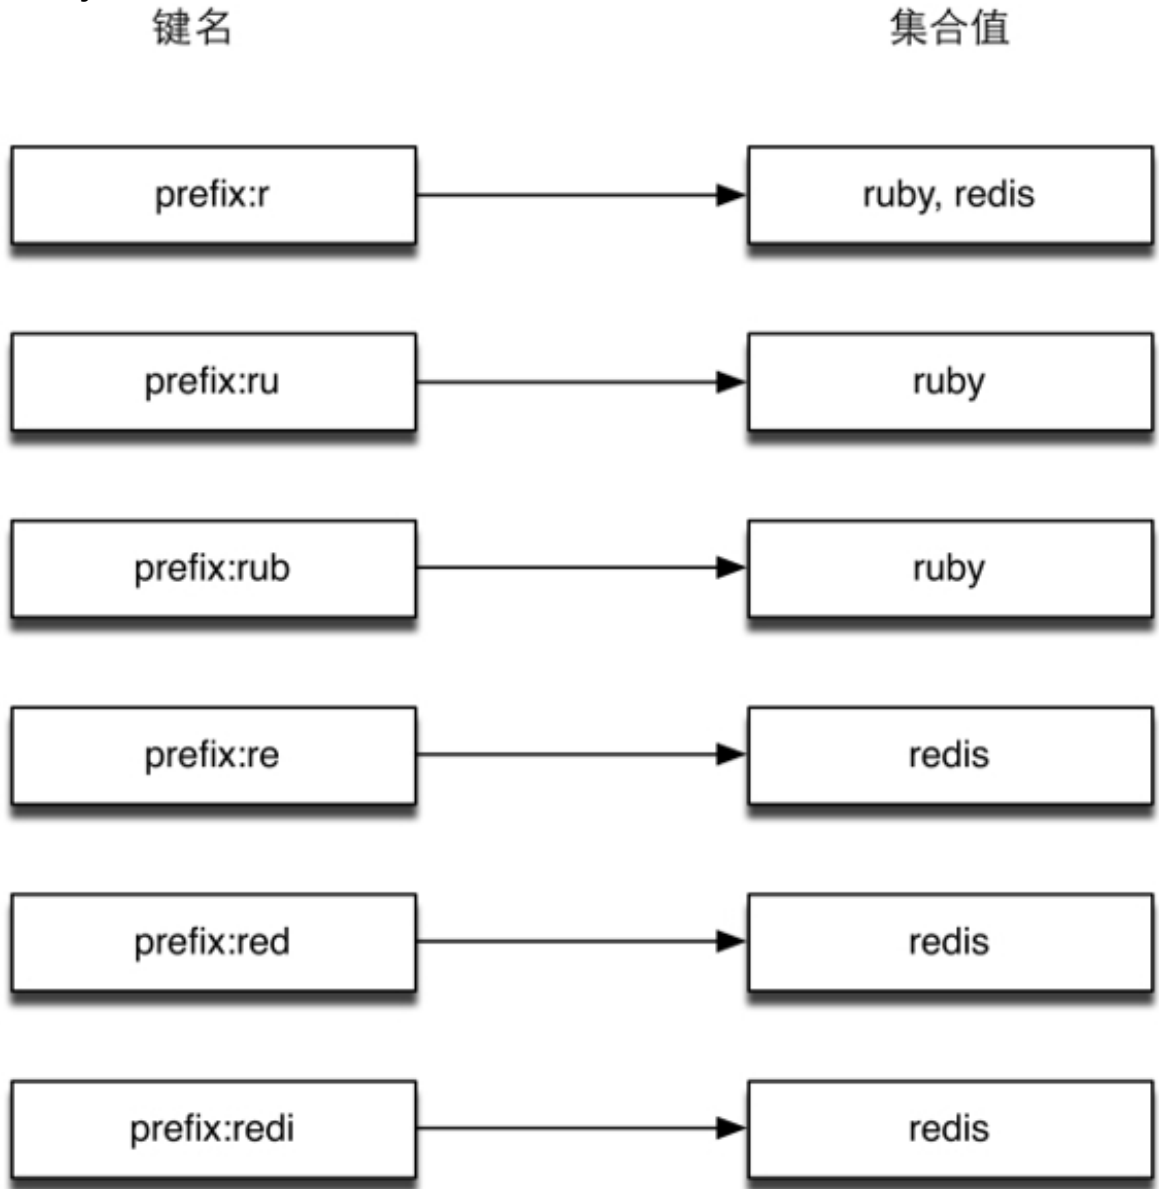 键名 集合值
prefix:r ruby, redis
prefix:ru ruby
prefix:rub ruby
prefix:re redis
prefix:red redis
prefix:redi redis